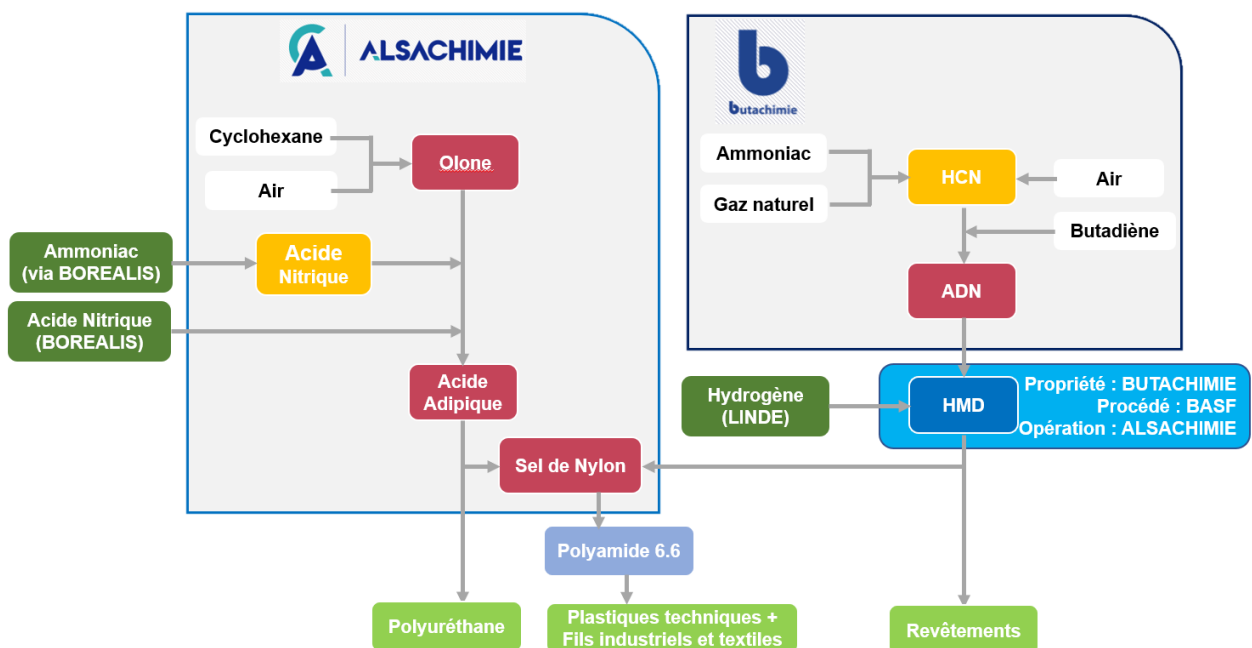 ALSACHIMIE
butachimie
Cyclohexane
Air
Olone
Ammoniac
(via BOREALIS)
Acide
Nitrique
Acide Nitrique
(BOREALIS)
Acide
Adipique
Sel de Nylon
Polyamide 6.6
Polyuréthane
Plastiques techniques +
Fils industriels et textiles
Ammoniac
Gaz naturel
HCN
Air
Butadiène
ADN
Hydrogène
(LINDE)
HMD
Propriété : BUTACHIMIE
Procédé : BASF
Opération : ALSACHIMIE
Revêtements